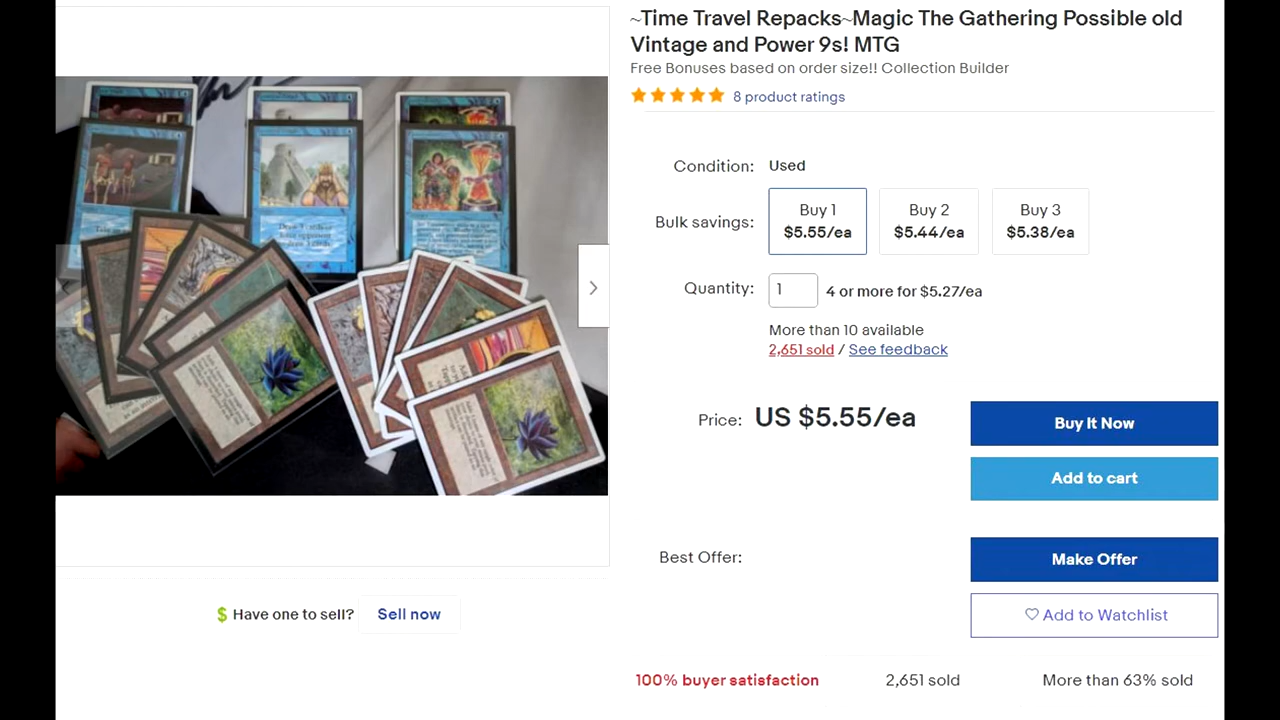 ~Time Travel Repacks~Magic The Gathering Possible old
Vintage and Power 9s! MTG
Free Bonuses based on order size!! Collection Builder
8 product ratings
Condition: Used
Bulk savings:
Buy 1
$5.55/ea
Buy 2
$5.44/ea
Buy 3
$5.38/ea
Quantity: 1 4 or more for $5.27/ea
More than 10 available
2,651 sold / See feedback
Price: US $5.55/ea
Buy It Now
Add to cart
Best Offer:
Make Offer
Add to Watchlist
$ Have one to sell? Sell now
100% buyer satisfaction 2,651 sold More than 63% sold